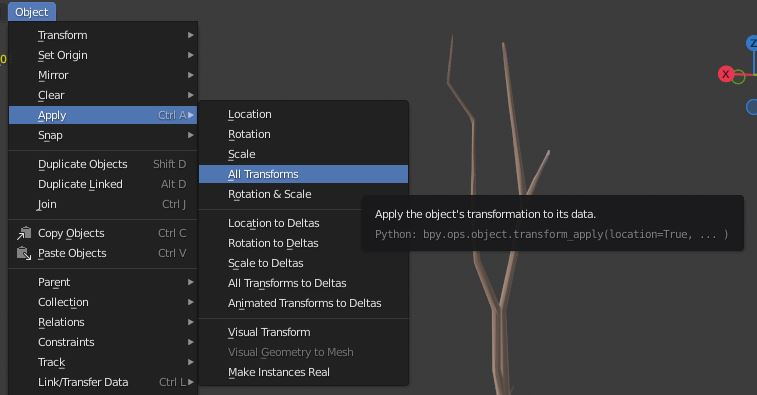 Object
Transform
Set Origin
0
Mirror
Clear
Apply Ctrl A
Snap
Duplicate Objects Shift D
Duplicate Linked Alt D
Join Ctrl J
Copy Objects Ctrl C
Paste Objects Ctrl V
Parent
Collection
Relations
Constraints
Track
Link/Transfer Data Ctrl L
Location
Rotation
Scale
All Transforms
Rotation & Scale
Location to Deltas
Rotation to Deltas
Scale to Deltas
All Transforms to Deltas
Animated Transforms to Deltas
Visual Transform
Visual Geometry to Mesh
Make Instances Real
Apply the object's transformation to its data.
Python: bpy.ops.object.transform_apply(location=True, ... )
Z
X